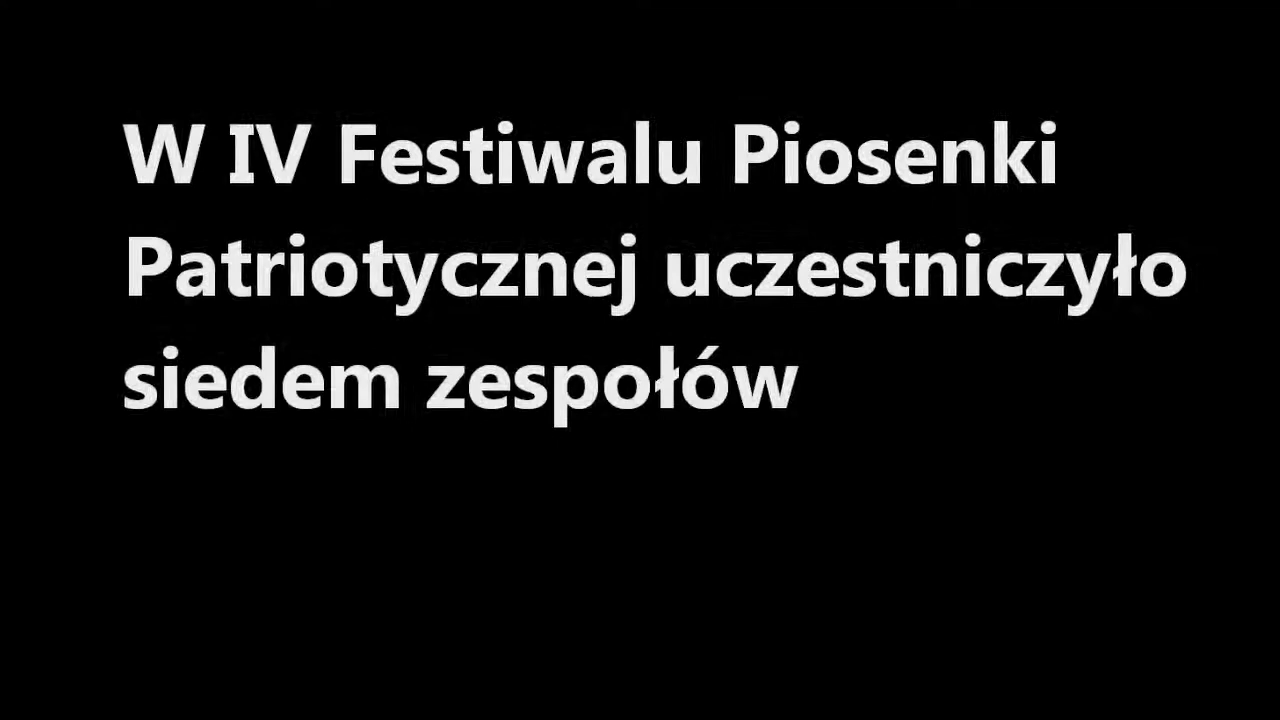 W IV Festiwalu Piosenki
Patriotycznej uczestniczyło
siedem zespołów